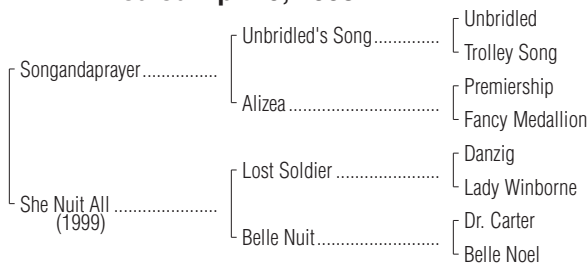 Unbridled
Unbridled's Song
Trolley Song
Songandaprayer
Premiership
Alizea
Fancy Medallion
Danzig
Lost Soldier
Lady Winborne
She Nuit All
(1999)
Dr. Carter
Belle Nuit
Belle Noel